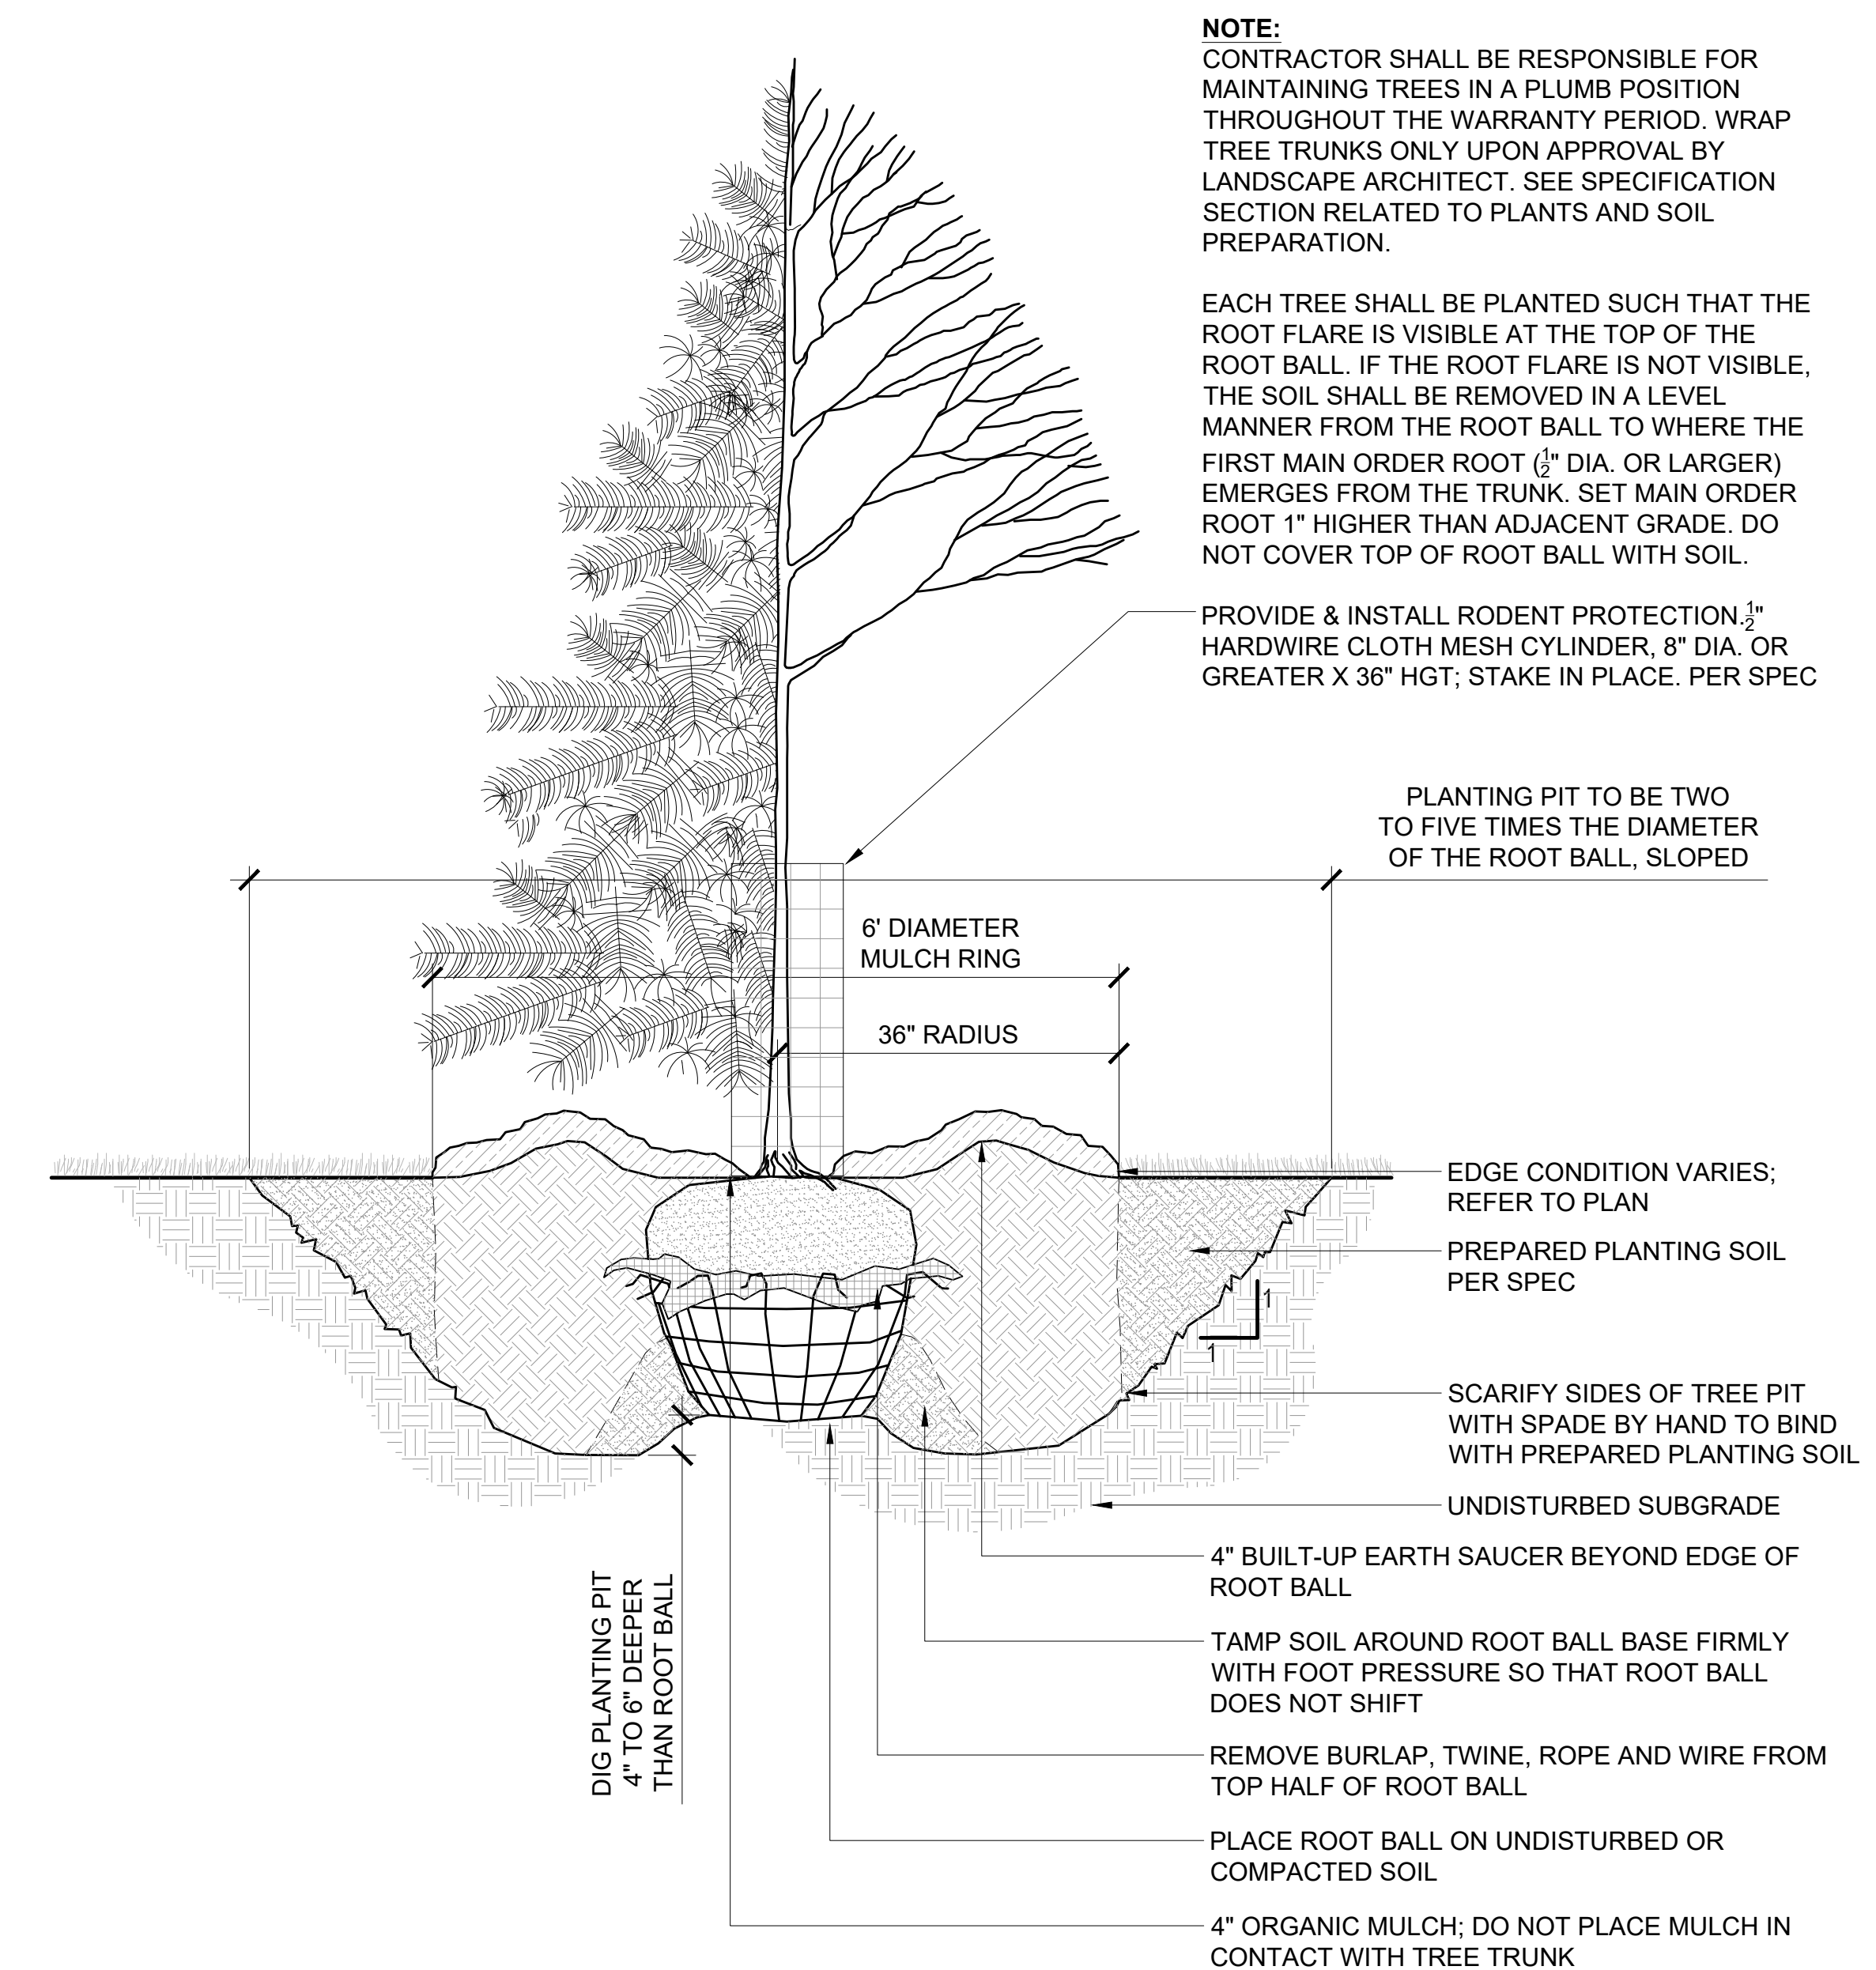 NOTE:
CONTRACTOR SHALL BE RESPONSIBLE FOR
MAINTAINING TREES IN A PLUMB POSITION
THROUGHOUT THE WARRANTY PERIOD. WRAP
TREE TRUNKS ONLY UPON APPROVAL BY
LANDSCAPE ARCHITECT. SEE SPECIFICATION
SECTION RELATED TO PLANTS AND SOIL
PREPARATION.
EACH TREE SHALL BE PLANTED SUCH THAT THE
ROOT FLARE IS VISIBLE AT THE TOP OF THE
ROOT BALL. IF THE ROOT FLARE IS NOT VISIBLE,
THE SOIL SHALL BE REMOVED IN A LEVEL
MANNER FROM THE ROOT BALL TO WHERE THE
FIRST MAIN ORDER ROOT (½" DIA. OR LARGER)
EMERGES FROM THE TRUNK. SET MAIN ORDER
ROOT 1" HIGHER THAN ADJACENT GRADE. DO
NOT COVER TOP OF ROOT BALL WITH SOIL.
PROVIDE & INSTALL RODENT PROTECTION.½"
HARDWIRE CLOTH MESH CYLINDER, 8" DIA. OR
GREATER X 36" HGT; STAKE IN PLACE. PER SPEC
PLANTING PIT TO BE TWO
TO FIVE TIMES THE DIAMETER
OF THE ROOT BALL, SLOPED
6' DIAMETER
MULCH RING
36" RADIUS
EDGE CONDITION VARIES;
REFER TO PLAN
PREPARED PLANTING SOIL
PER SPEC
1
1
SCARIFY SIDES OF TREE PIT
WITH SPADE BY HAND TO BIND
WITH PREPARED PLANTING SOIL
UNDISTURBED SUBGRADE
4" BUILT-UP EARTH SAUCER BEYOND EDGE OF
ROOT BALL
DIG PLANTING PIT
4" TO 6" DEEPER
THAN ROOT BALL
TAMP SOIL AROUND ROOT BALL BASE FIRMLY
WITH FOOT PRESSURE SO THAT ROOT BALL
DOES NOT SHIFT
REMOVE BURLAP, TWINE, ROPE AND WIRE FROM
TOP HALF OF ROOT BALL
PLACE ROOT BALL ON UNDISTURBED OR
COMPACTED SOIL
4" ORGANIC MULCH; DO NOT PLACE MULCH IN
CONTACT WITH TREE TRUNK